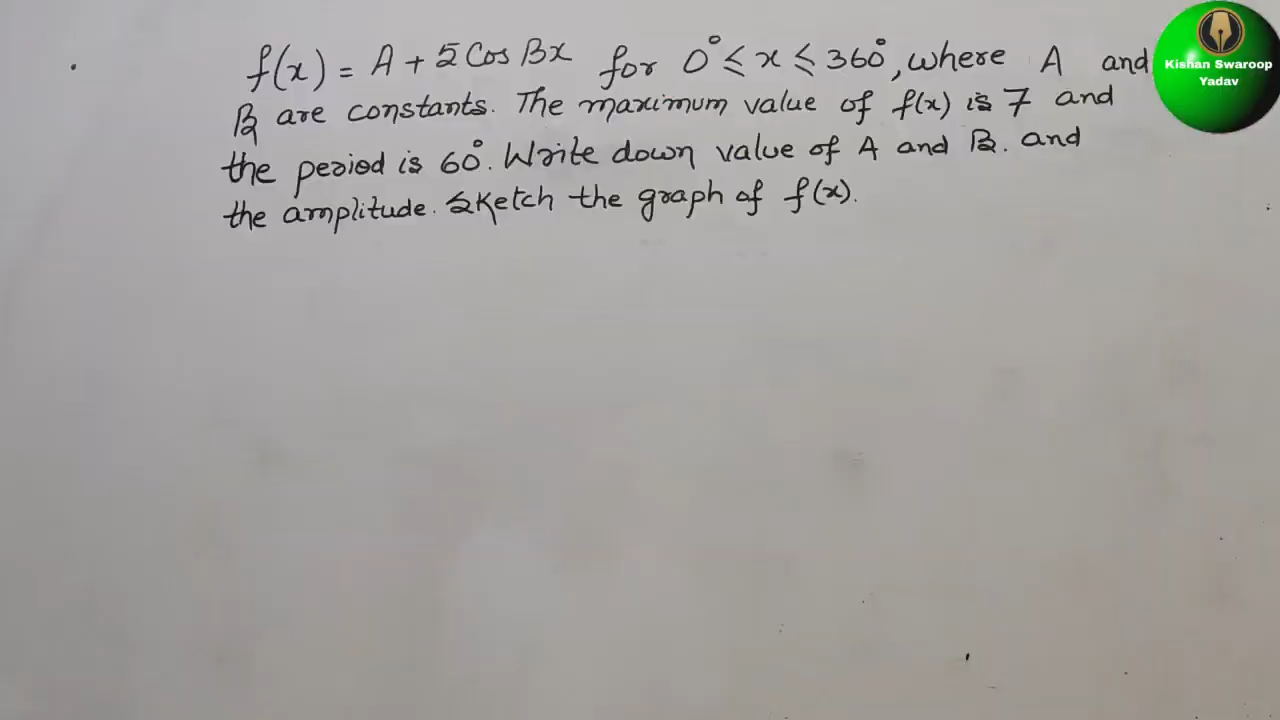 f(x) = A + 5 Cos Bx for 0° ≤ x ≤ 360°, where A and
B are constants. The maximum value of f(x) is 7 and
the period is 60°. Write down value of A and B. and
the amplitude. Sketch the graph of f(x).
Kishan Swaroop
Yadav